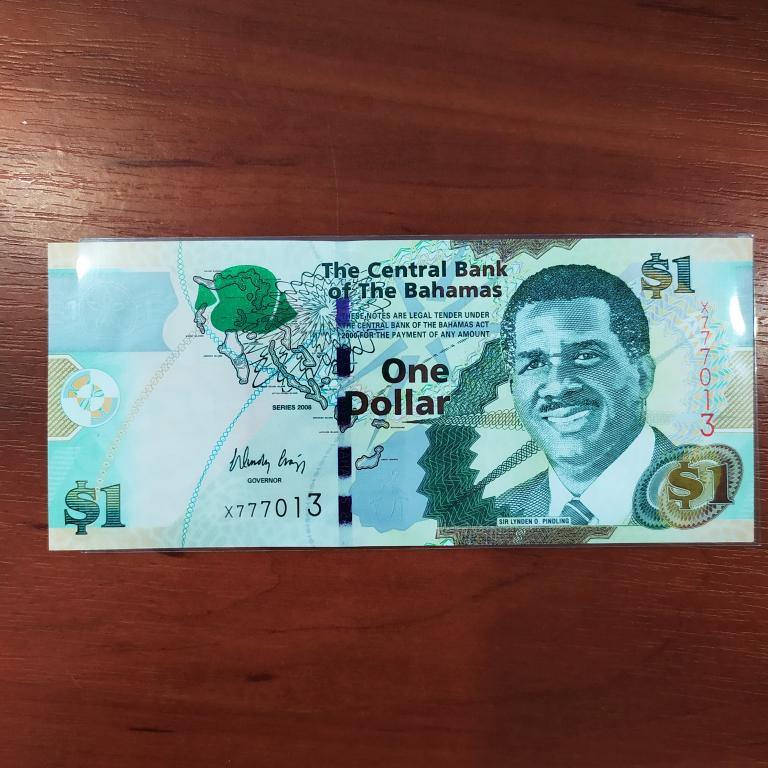 The Central Bank
of The Bahamas
THESE NOTES ARE LEGAL TENDER UNDER
THE CENTRAL BANK OF THE BAHAMAS ACT
2000 FOR THE PAYMENT OF ANY AMOUNT
$1
X777013
One
Dollar
SERIES 2008
GOVERNOR
X777013
$1
SIR LYNDEN O. PINDLING
$1